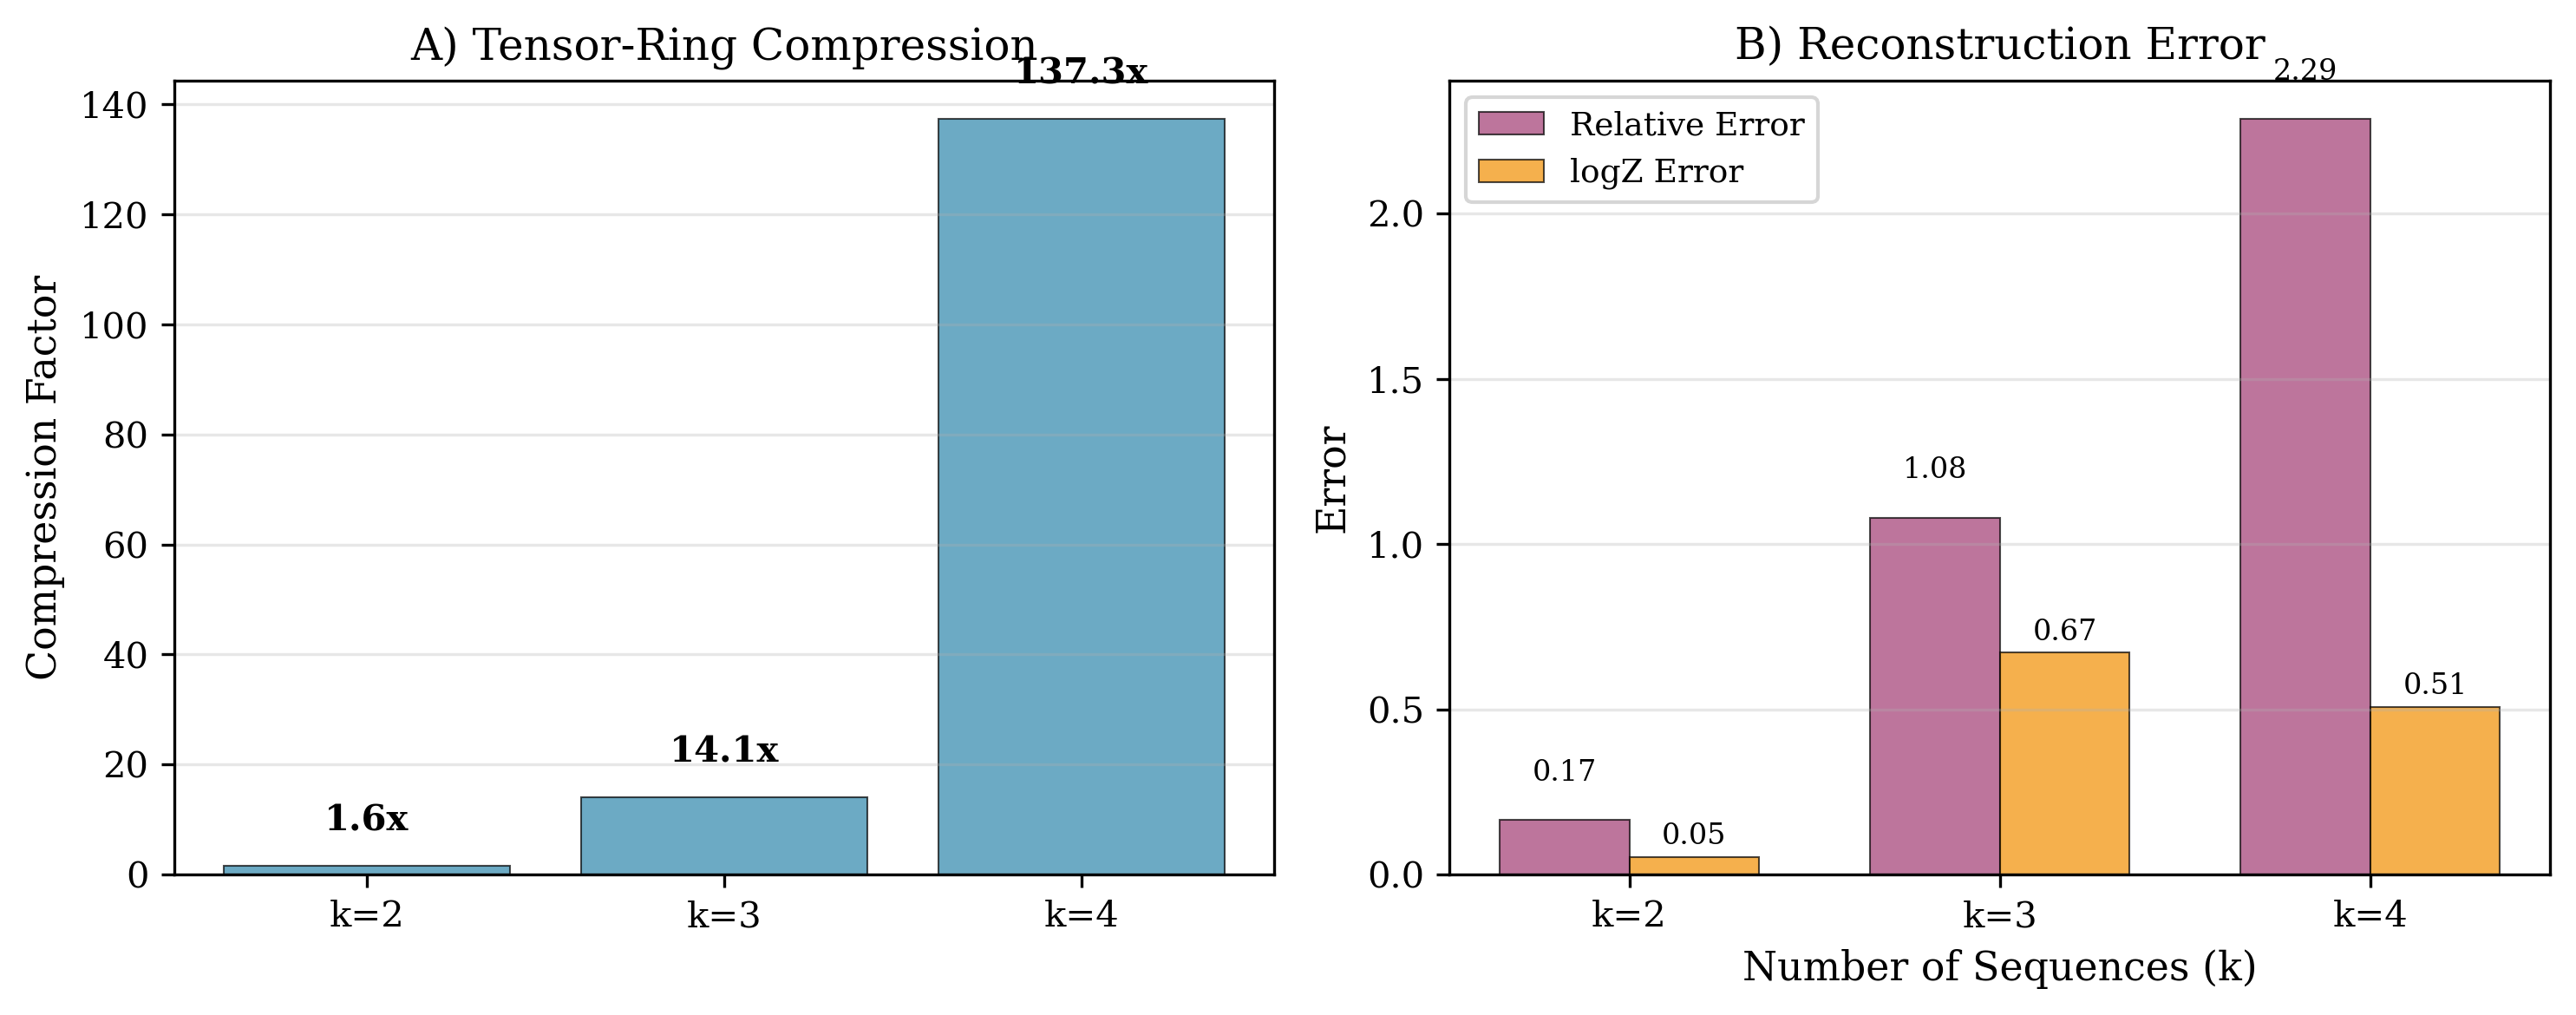 A) Tensor-Ring Compression
137.3x
14.1x
1.6x
140
120
100
80
60
40
20
0
Compression Factor
k=2
k=3
k=4
B) Reconstruction Error
2.29
Relative Error
logZ Error
1.08
0.67
0.51
0.17
0.05
2.0
1.5
1.0
0.5
0.0
Error
k=2
k=3
k=4
Number of Sequences (k)